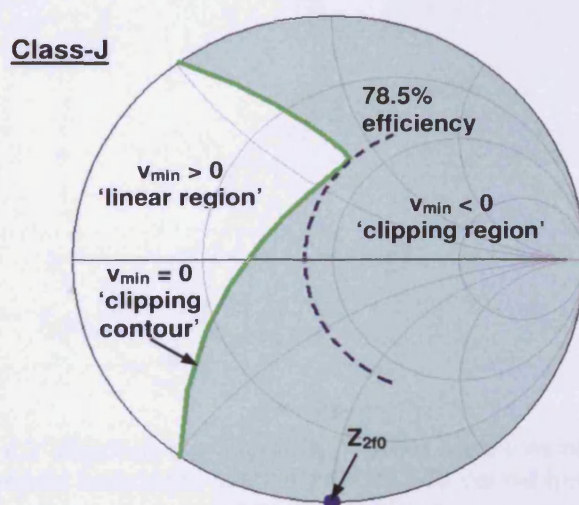 Class-J
78.5%
efficiency
vmin > 0
'linear region'
vmin < 0
'clipping region'
vmin = 0
'clipping
contour'
Z2f0